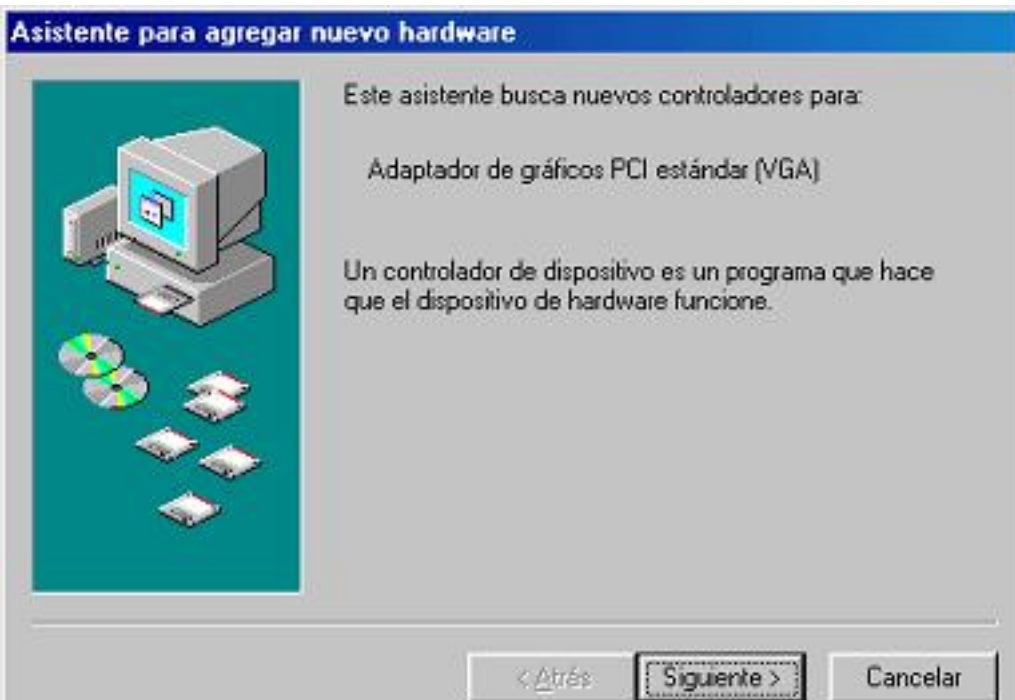 Asistente para agregar nuevo hardware
Este asistente busca nuevos controladores para:
Adaptador de gráficos PCI estándar (VGA)
Un controlador de dispositivo es un programa que hace
que el dispositivo de hardware funcione.
< Atrás
Siguiente >
Cancelar